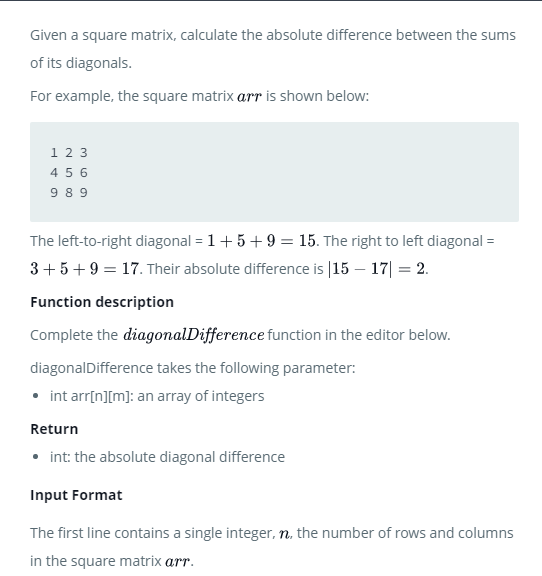 Given a square matrix, calculate the absolute difference between the sums
of its diagonals.
For example, the square matrix arr is shown below:
1 2 3
4 5 6
9 8 9
The left-to-right diagonal = 1 + 5 + 9 = 15. The right to left diagonal =
3 + 5 + 9 = 17. Their absolute difference is |15 − 17| = 2.
Function description
Complete the diagonalDifference function in the editor below.
diagonalDifference takes the following parameter:
• int arr[n][m]: an array of integers
Return
• int: the absolute diagonal difference
Input Format
The first line contains a single integer, n, the number of rows and columns
in the square matrix arr.